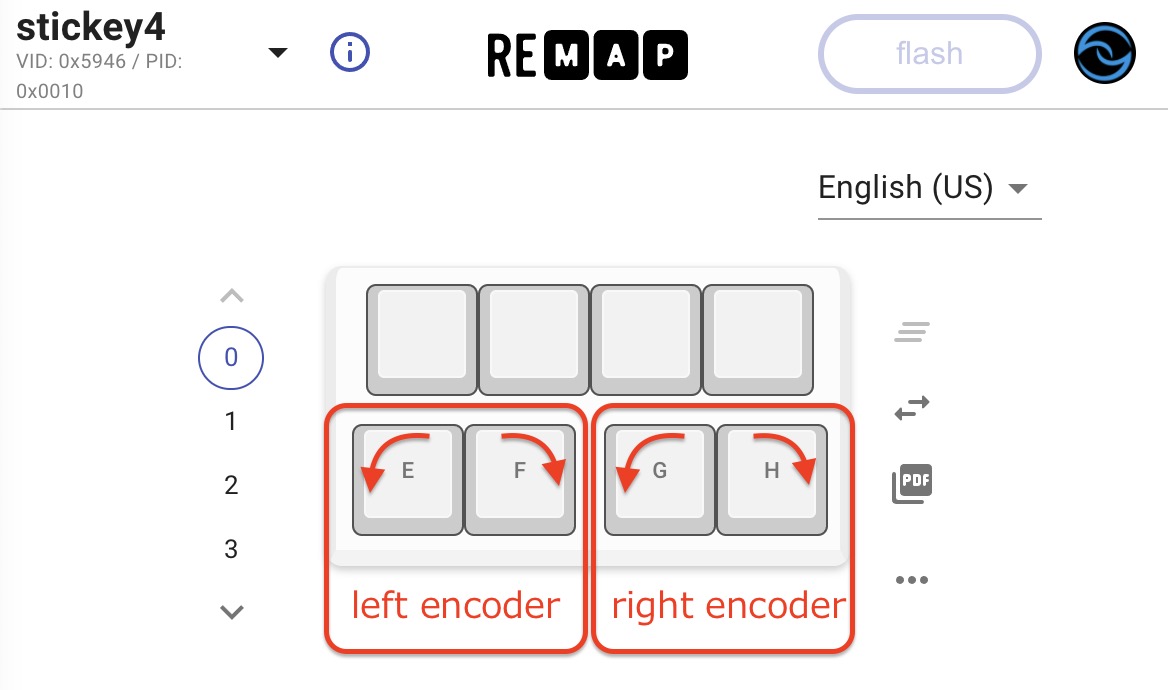 stickey4
VID: 0x5946 / PID:
0x0010
REMAP
flash
English (US)
0
1
2
3
E F G H
PDF
left encoder right encoder